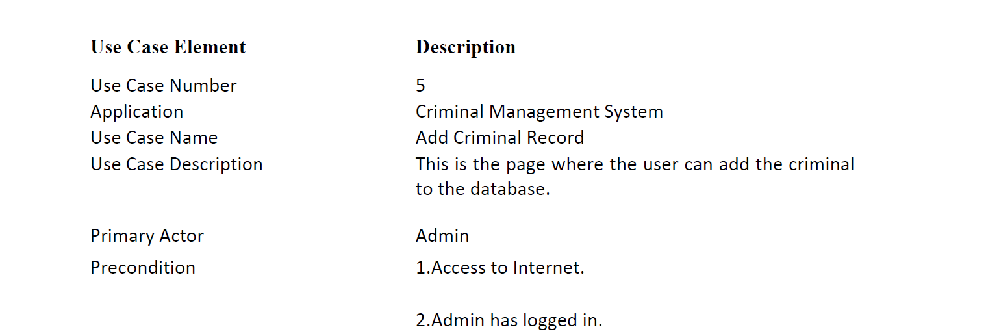 Use Case Element Description
Use Case Number 5
Application Criminal Management System
Use Case Name Add Criminal Record
Use Case Description This is the page where the user can add the criminal
to the database.
Primary Actor Admin
Precondition 1.Access to Internet.
2.Admin has logged in.